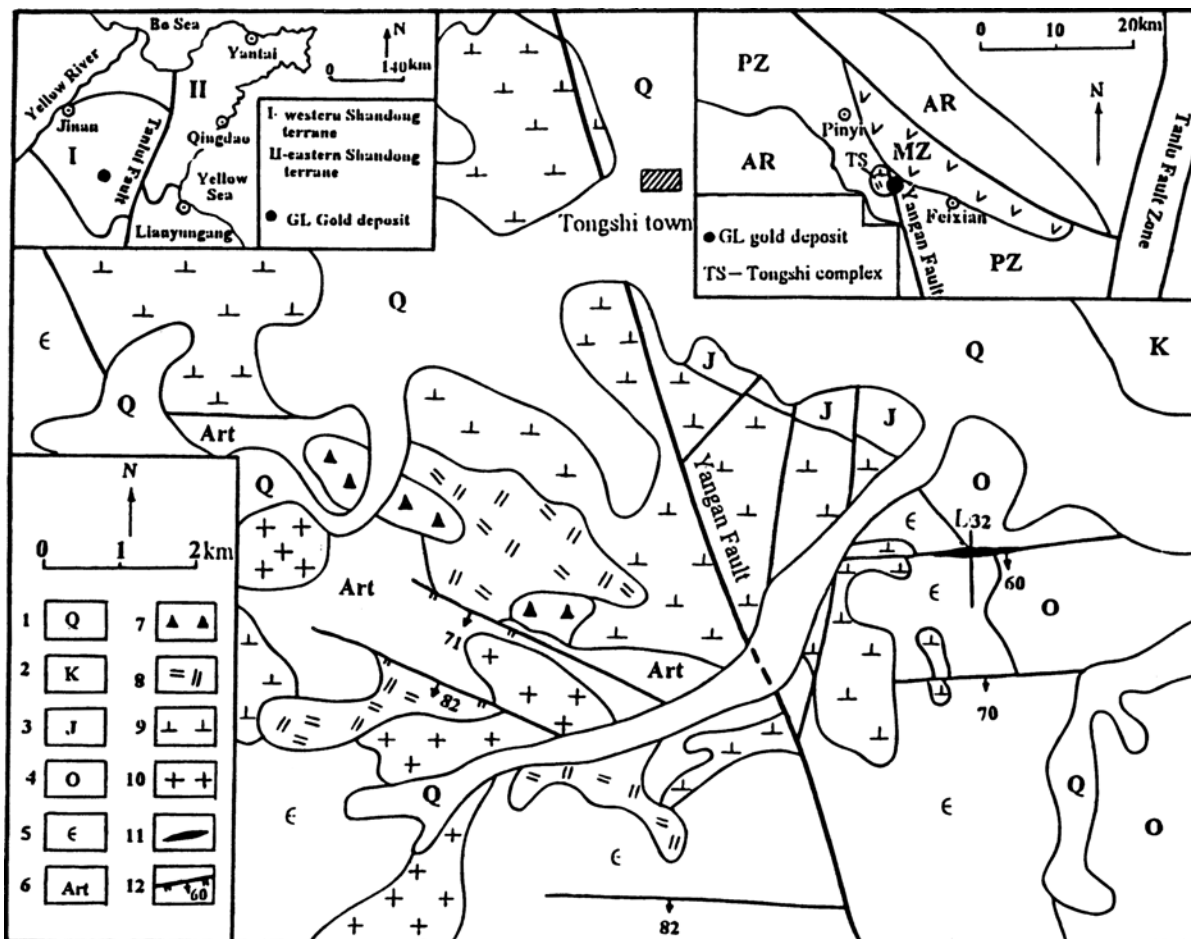 Bo Sea
Yantai
N
0 140km
Yellow River
Jinan
II
Tanlui Fault
Qingdao
I
Yellow
Sea
Lianyungang
I- western Shandong
terrane
II-eastern Shandong
terrane
GL Gold deposit
Q
Tongshi town
0 10 20km
PZ
AR
N
Pinyi
TS
MZ
AR
Feixian
Yangan Fault
Tanlu Fault Zone
PZ
GL gold deposit
TS—Tongshi complex
Q
Q
K
J
J
J
Є
Q
Art
Q
Yangan Fault
O
Є
L32
60
Art
Є
O
71
Art
82
70
Q
Q
O
Є
Є
Є
82
N
0 1 2km
1 Q 7
2 K 8
3 J 9
4 O 10
5 Є 11
6 Art 12 60